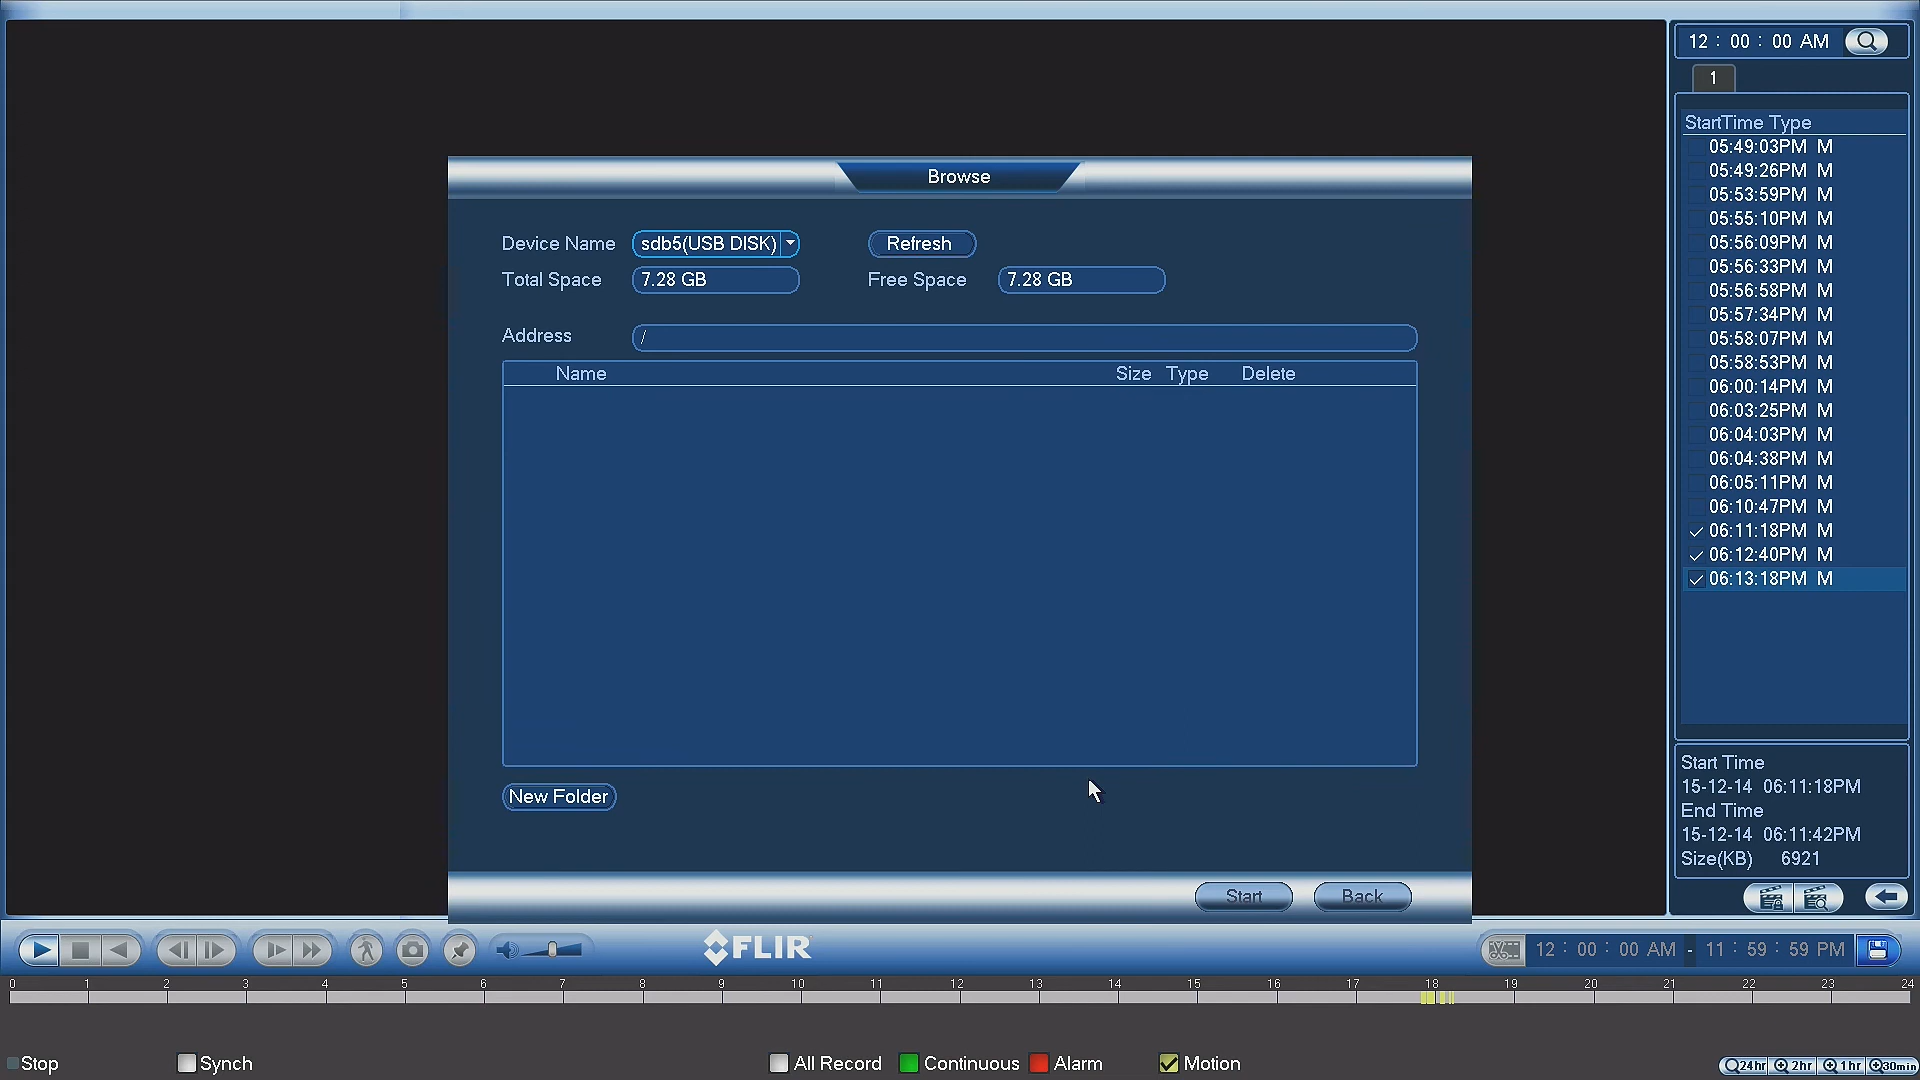 12 : 00 : 00 AM
1
StartTime Type
05:49:03PM M
05:49:26PM M
05:53:59PM M
05:55:10PM M
05:56:09PM M
05:56:33PM M
05:56:58PM M
05:57:34PM M
05:58:07PM M
05:58:53PM M
06:00:14PM M
06:03:25PM M
06:04:03PM M
06:04:38PM M
06:05:11PM M
06:10:47PM M
06:11:18PM M
06:12:40PM M
06:13:18PM M
Start Time
15-12-14 06:11:18PM
End Time
15-12-14 06:11:42PM
Size(KB) 6921
Browse
Device Name sdb5(USB DISK) Refresh
Total Space 7.28 GB Free Space 7.28 GB
Address /
Name Size Type Delete
New Folder
Start Back
FLIR
12 : 00 : 00 AM - 11 : 59 : 59 PM
0 1 2 3 4 5 6 7 8 9 10 11 12 13 14 15 16 17 18 19 20 21 22 23 24
Stop Synch All Record Continuous Alarm Motion 24hr 2hr 1hr 30min